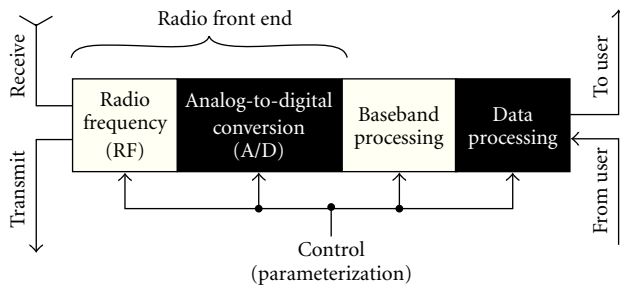 Radio front end
Receive
Transmit
Radio
frequency
(RF)
Analog-to-digital
conversion
(A/D)
Baseband
processing
Data
processing
To user
From user
Control
(parameterization)